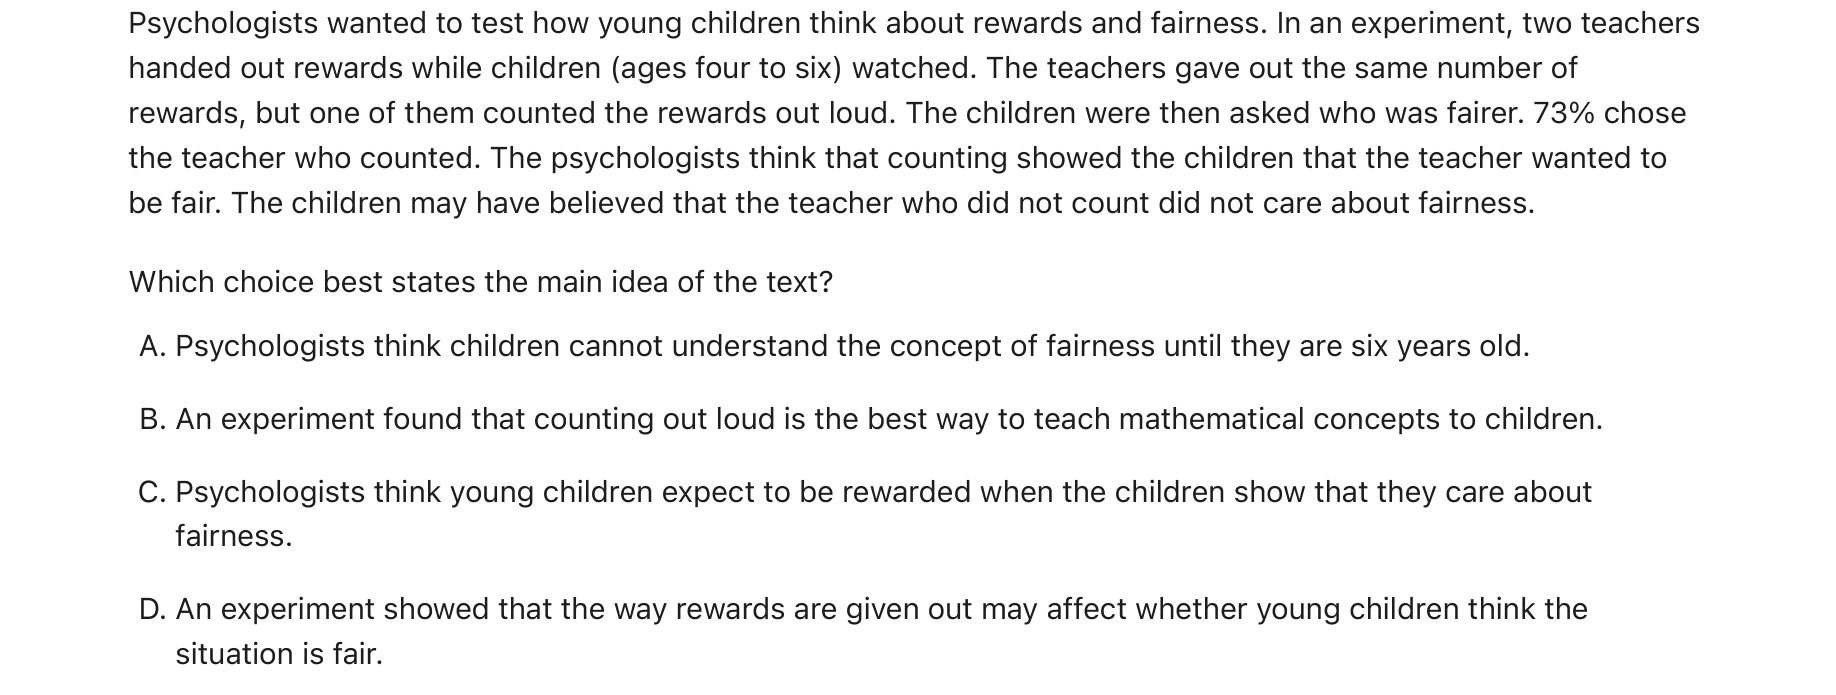 Psychologists wanted to test how young children think about rewards and fairness. In an experiment, two teachers
handed out rewards while children (ages four to six) watched. The teachers gave out the same number of
rewards, but one of them counted the rewards out loud. The children were then asked who was fairer. 73% chose
the teacher who counted. The psychologists think that counting showed the children that the teacher wanted to
be fair. The children may have believed that the teacher who did not count did not care about fairness.
Which choice best states the main idea of the text?
A. Psychologists think children cannot understand the concept of fairness until they are six years old.
B. An experiment found that counting out loud is the best way to teach mathematical concepts to children.
C. Psychologists think young children expect to be rewarded when the children show that they care about
fairness.
D. An experiment showed that the way rewards are given out may affect whether young children think the
situation is fair.